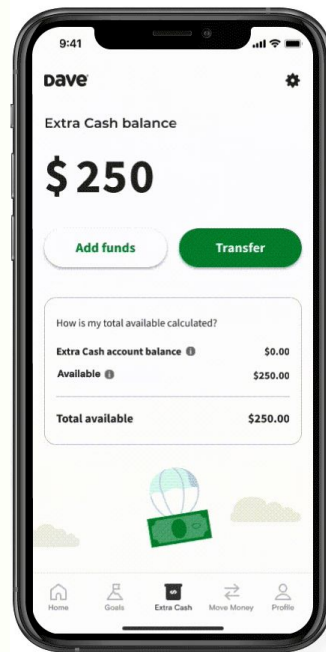 9:41
Dave
Extra Cash balance
$250
Add funds Transfer
How is my total available calculated?
Extra Cash account balance $0.00
Available $250.00
Total available $250.00
Home Goals Extra Cash Move Money Profile